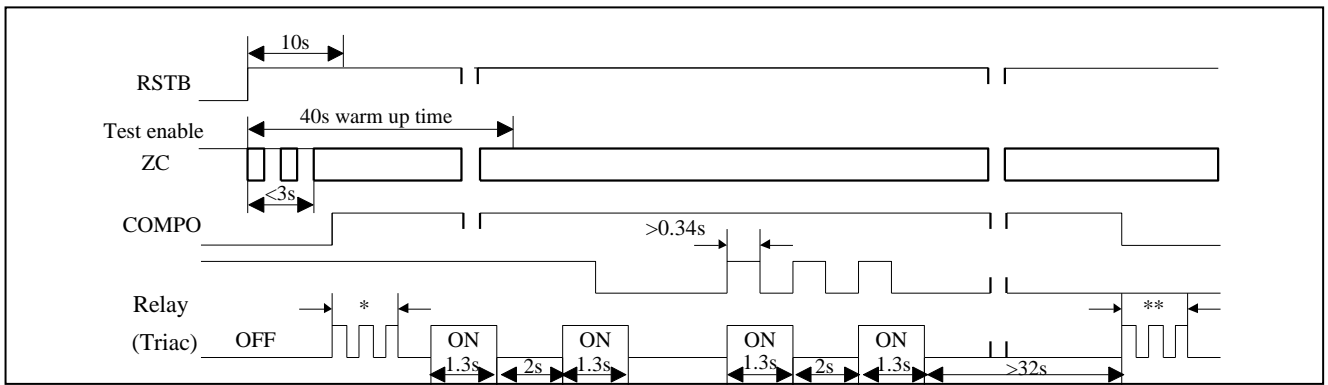 10s
RSTB
40s warm up time
Test enable
ZC
<3s
COMPO
>0.34s
Relay * **
(Triac) OFF ON ON ON ON
1.3s 2s 1.3s 1.3s 2s 1.3s >32s